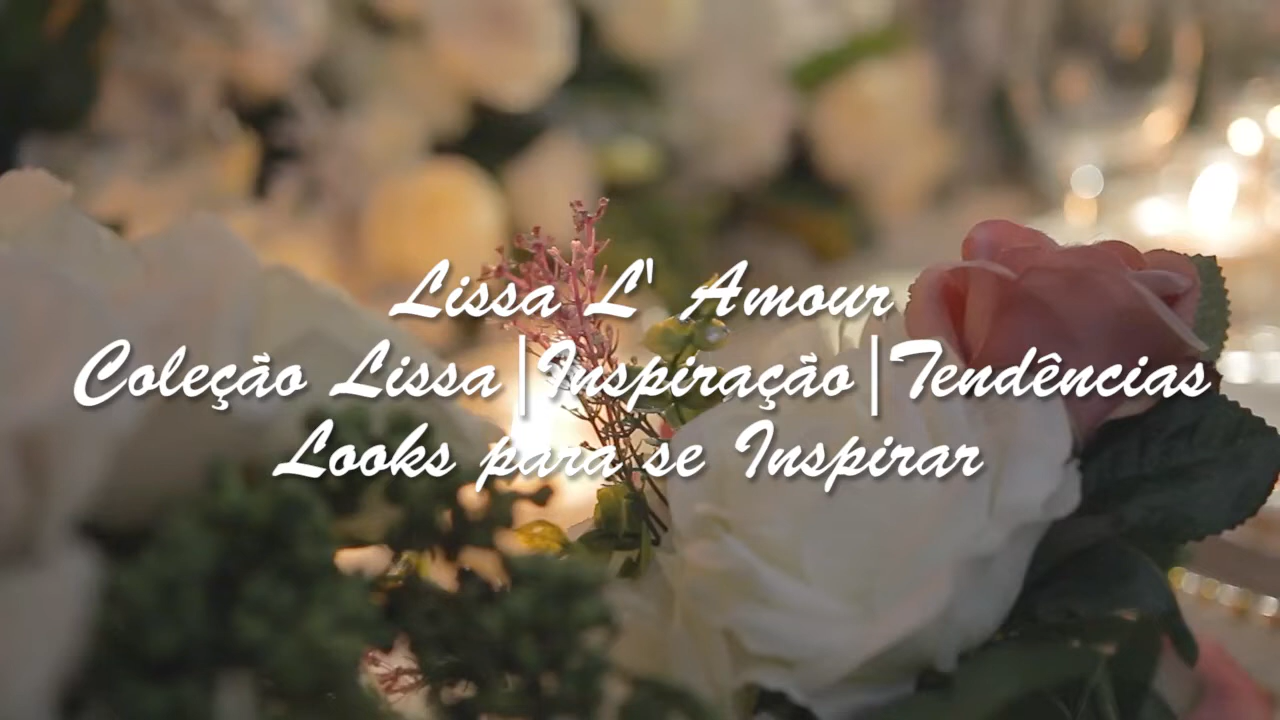 Lissa L' Amour
Coleção Lissa|Inspiração|Tendências
Looks para se Inspirar